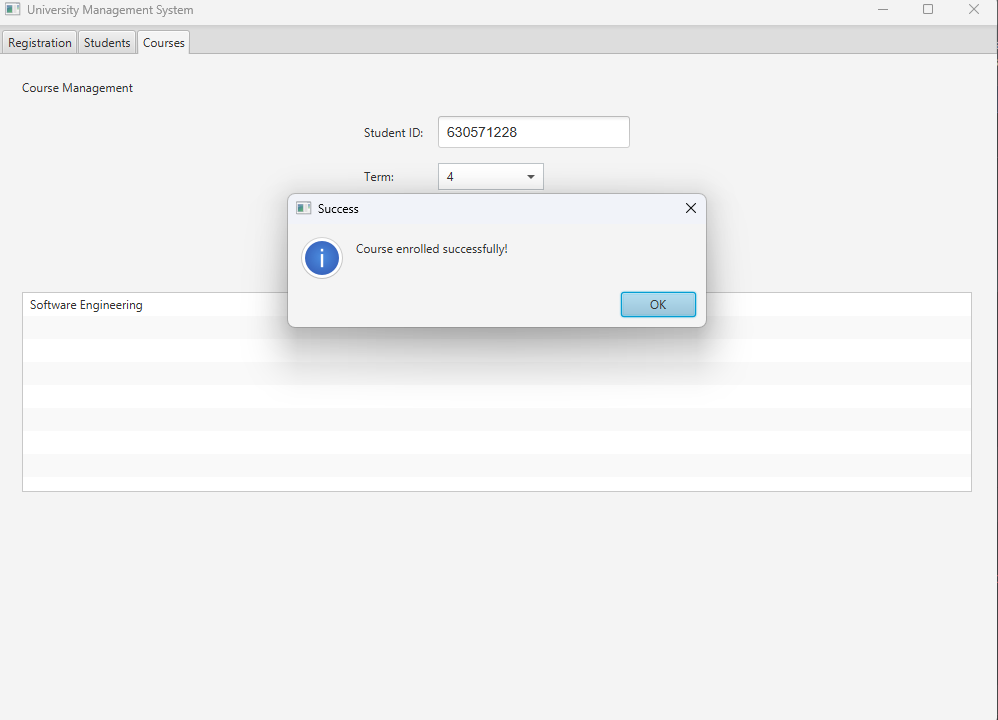 University Management System
Registration Students Courses
Course Management
Student ID: 630571228
Term: 4
Success
Course enrolled successfully!
OK
Software Engineering